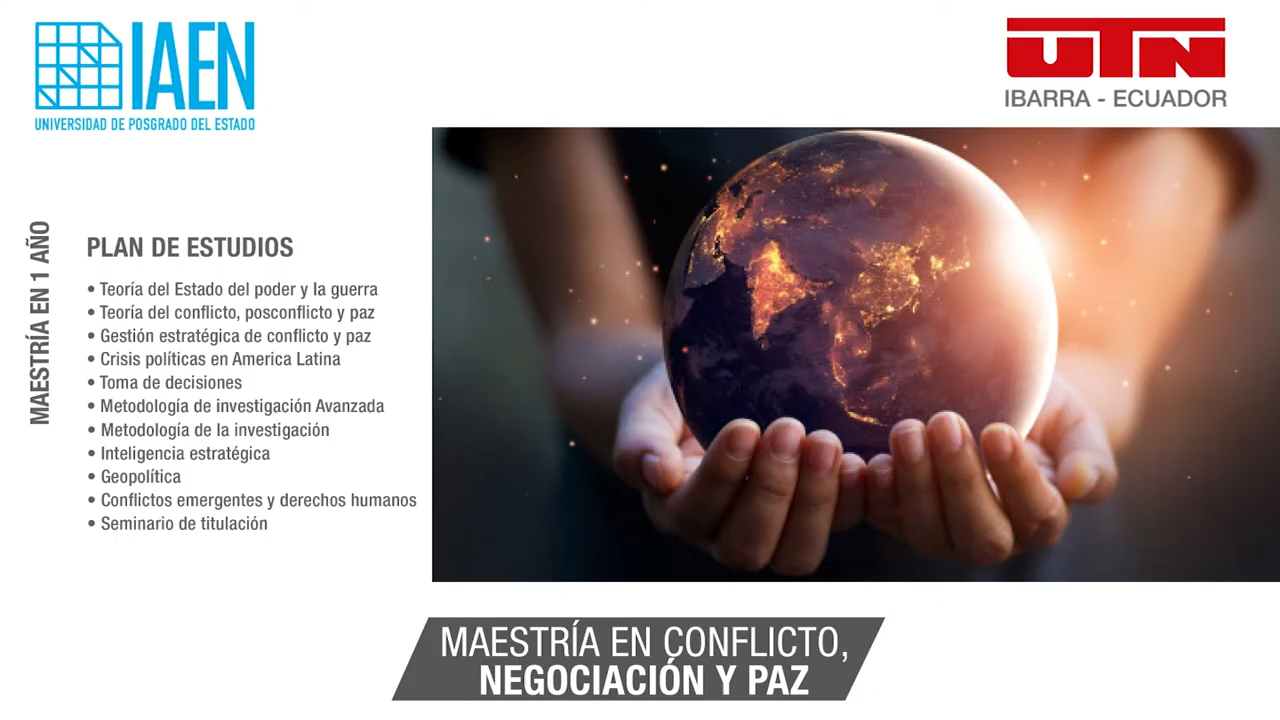 IAEN
UNIVERSIDAD DE POSGRADO DEL ESTADO
UTN
IBARRA - ECUADOR
MAESTRÍA EN 1 AÑO
PLAN DE ESTUDIOS
• Teoría del Estado del poder y la guerra
• Teoría del conflicto, posconflicto y paz
• Gestión estratégica de conflicto y paz
• Crisis políticas en America Latina
• Toma de decisiones
• Metodología de investigación Avanzada
• Metodología de la investigación
• Inteligencia estratégica
• Geopolítica
• Conflictos emergentes y derechos humanos
• Seminario de titulación
MAESTRÍA EN CONFLICTO,
NEGOCIACIÓN Y PAZ